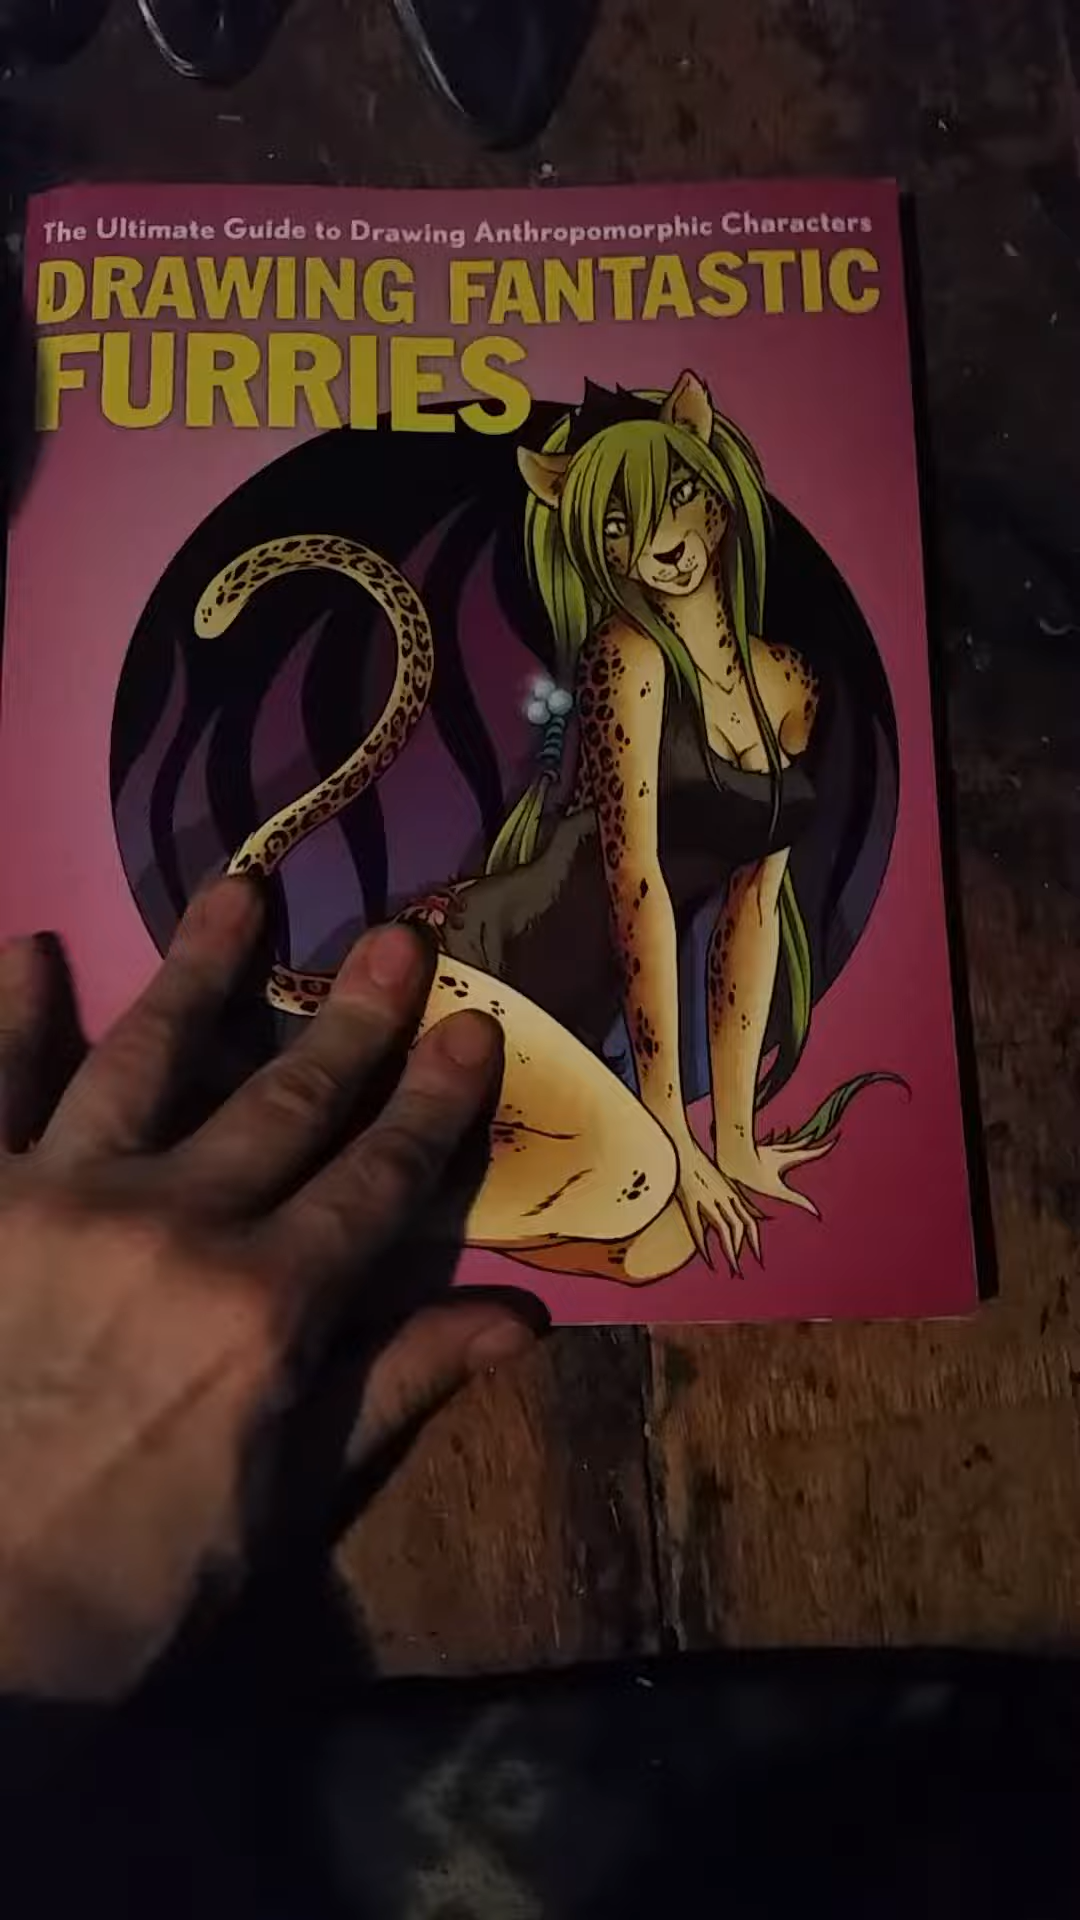 The Ultimate Guide to Drawing Anthropomorphic Characters
DRAWING FANTASTIC
FURRIES